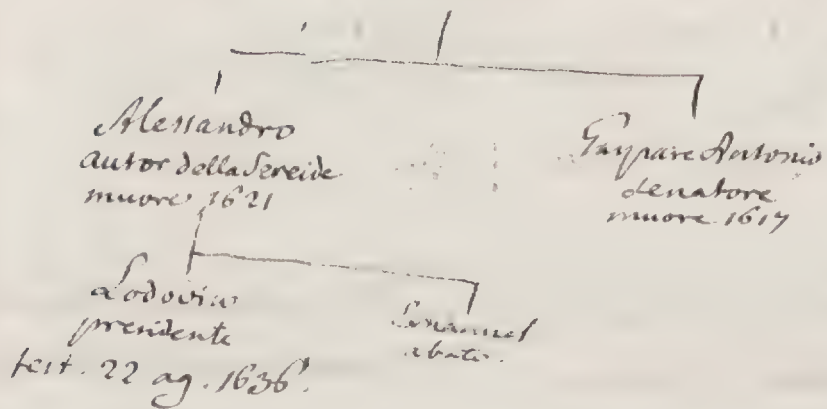 Alessandro
autor della Sereide
muore 1621
Gaspare Antonio
senatore
muore 1617
Lodovico
presidente
test. 22 ag. 1636.
Emanuel
abate.